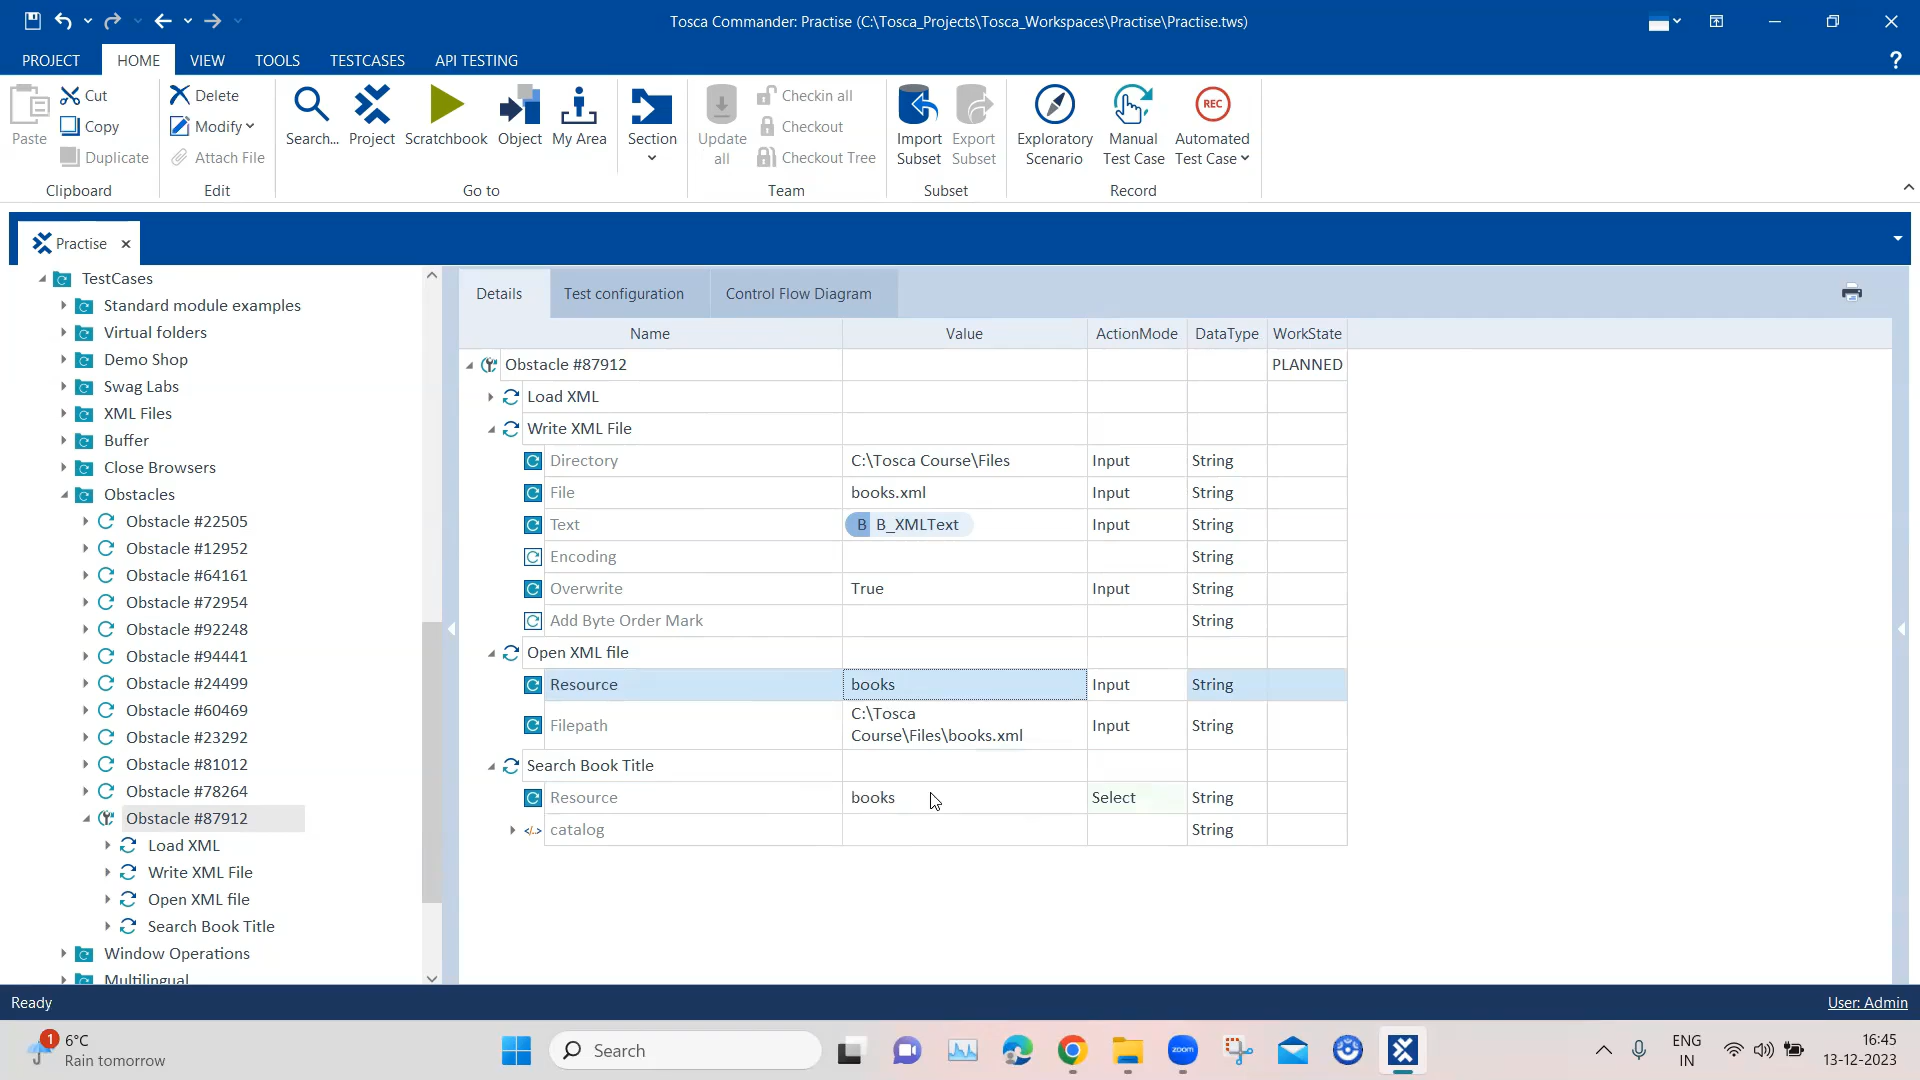 Tosca Commander: Practise (C:\Tosca_Projects\Tosca_Workspaces\Practise\Practise.tws)
PROJECT HOME VIEW TOOLS TESTCASES API TESTING ?
Paste
Cut
Copy
Duplicate
Clipboard
Delete
Modify
Attach File
Edit
Search... Project Scratchbook Object My Area Section
Go to
Update all
Checkin all
Checkout
Checkout Tree
Team
Import Subset
Export Subset
Subset
Exploratory Scenario
Manual Test Case
REC
Automated Test Case
Record
Practise
TestCases
Standard module examples
Virtual folders
Demo Shop
Swag Labs
XML Files
Buffer
Close Browsers
Obstacles
Obstacle #22505
Obstacle #12952
Obstacle #64161
Obstacle #72954
Obstacle #92248
Obstacle #94441
Obstacle #24499
Obstacle #60469
Obstacle #23292
Obstacle #81012
Obstacle #78264
Obstacle #87912
Load XML
Write XML File
Open XML file
Search Book Title
Window Operations
Multilingual
Details Test configuration Control Flow Diagram
Name Value ActionMode DataType WorkState
Obstacle #87912 PLANNED
Load XML
Write XML File
Directory C:\Tosca Course\Files Input String
File books.xml Input String
Text B B_XMLText Input String
Encoding String
Overwrite True Input String
Add Byte Order Mark String
Open XML file
Resource books Input String
Filepath C:\Tosca Course\Files\books.xml Input String
Search Book Title
Resource books Select String
catalog String
Ready User: Admin
1
6°C
Rain tomorrow
Search
zoom
ENG
IN
16:45
13-12-2023